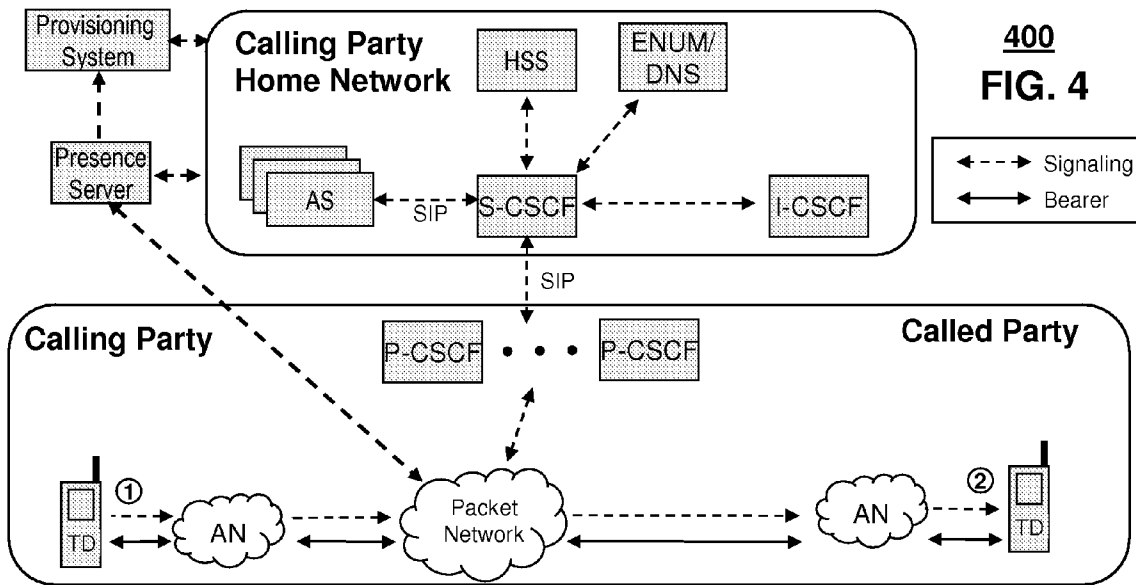 Provisioning
System
Calling Party
Home Network
HSS
ENUM/
DNS
400
FIG. 4
Presence
Server
AS
SIP
S-CSCF
I-CSCF
Signaling
Bearer
SIP
Calling Party
P-CSCF
P-CSCF
Called Party
1
TD
AN
Packet
Network
AN
2
TD